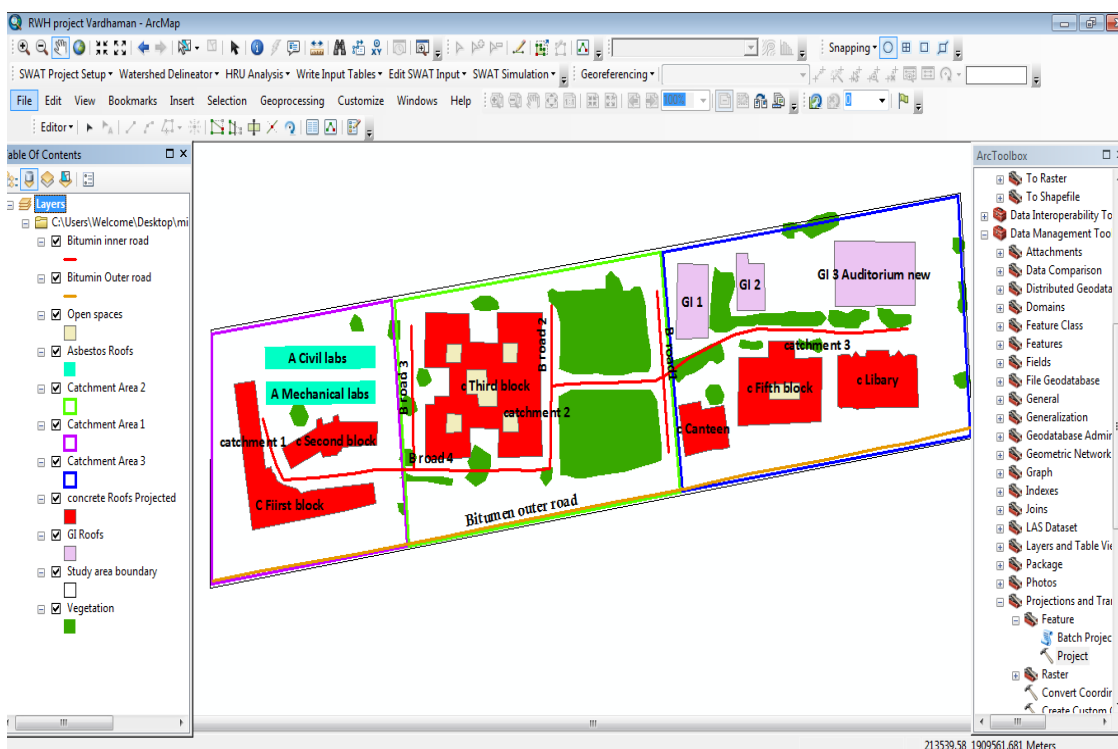 RWH project Vardhaman - ArcMap
Snapping
SWAT Project Setup Watershed Delineator HRU Analysis Write Input Tables Edit SWAT Input SWAT Simulation Georeferencing
File Edit View Bookmarks Insert Selection Geoprocessing Customize Windows Help 100% 0
Editor
able Of Contents
Layers
C:\Users\Welcome\Desktop\mi
Bitumin inner road
Bitumin Outer road
Open spaces
Asbestos Roofs
Catchment Area 2
Catchment Area 1
Catchment Area 3
concrete Roofs Projected
GI Roofs
Study area boundary
Vegetation
GI 3 Auditorium new
GI 2
GI 1
B road 2
B road
catchment 3
A Civil labs
B road 3
c Third block
c Fifth block
c Libary
A Mechanical labs
catchment 2
c Canteen
catchment 1
c Second block
B road 4
C Fiirst block
Bitumen outer road
ArcToolbox
To Raster
To Shapefile
Data Interoperability To
Data Management Too
Attachments
Data Comparison
Distributed Geodata
Domains
Feature Class
Features
Fields
File Geodatabase
General
Generalization
Geodatabase Admir
Geometric Network
Graph
Indexes
Joins
LAS Dataset
Layers and Table Vie
Package
Photos
Projections and Trar
Feature
Batch Projec
Project
Raster
Convert Coordin
Create Custom
213539.58 1909561.681 Meters